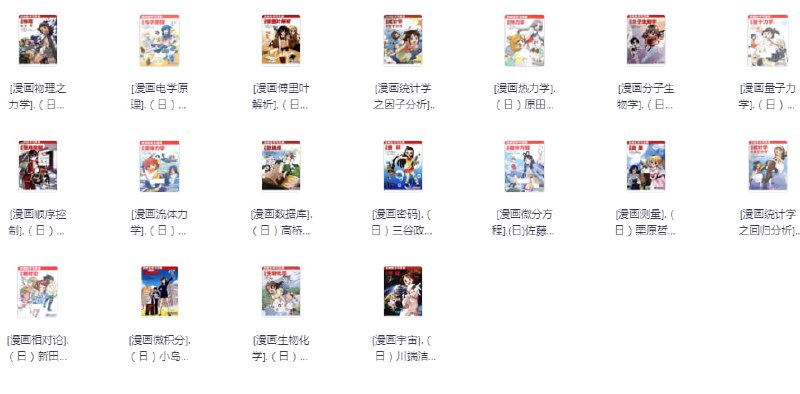 [漫画物理之
力学].（日...
[漫画电学原
理].（日）...
[漫画傅里叶
解析].（日...
[漫画统计学
之因子分析]...
[漫画热力学].
（日）原田...
[漫画分子生
物学].（日...
[漫画量子力
学].（日）...
[漫画顺序控
制].（日）...
[漫画流体力
学].（日）...
[漫画数据库].
（日）高桥...
[漫画密码].（
日）三谷政...
[漫画微分方
程].(日)佐藤...
[漫画测量].（
日）栗原哲...
[漫画统计学
之回归分析]...
[漫画相对论].
（日）新田...
[漫画微积分].
（日）小岛...
[漫画生物化
学].（日）...
[漫画宇宙].（
日）川端洁...